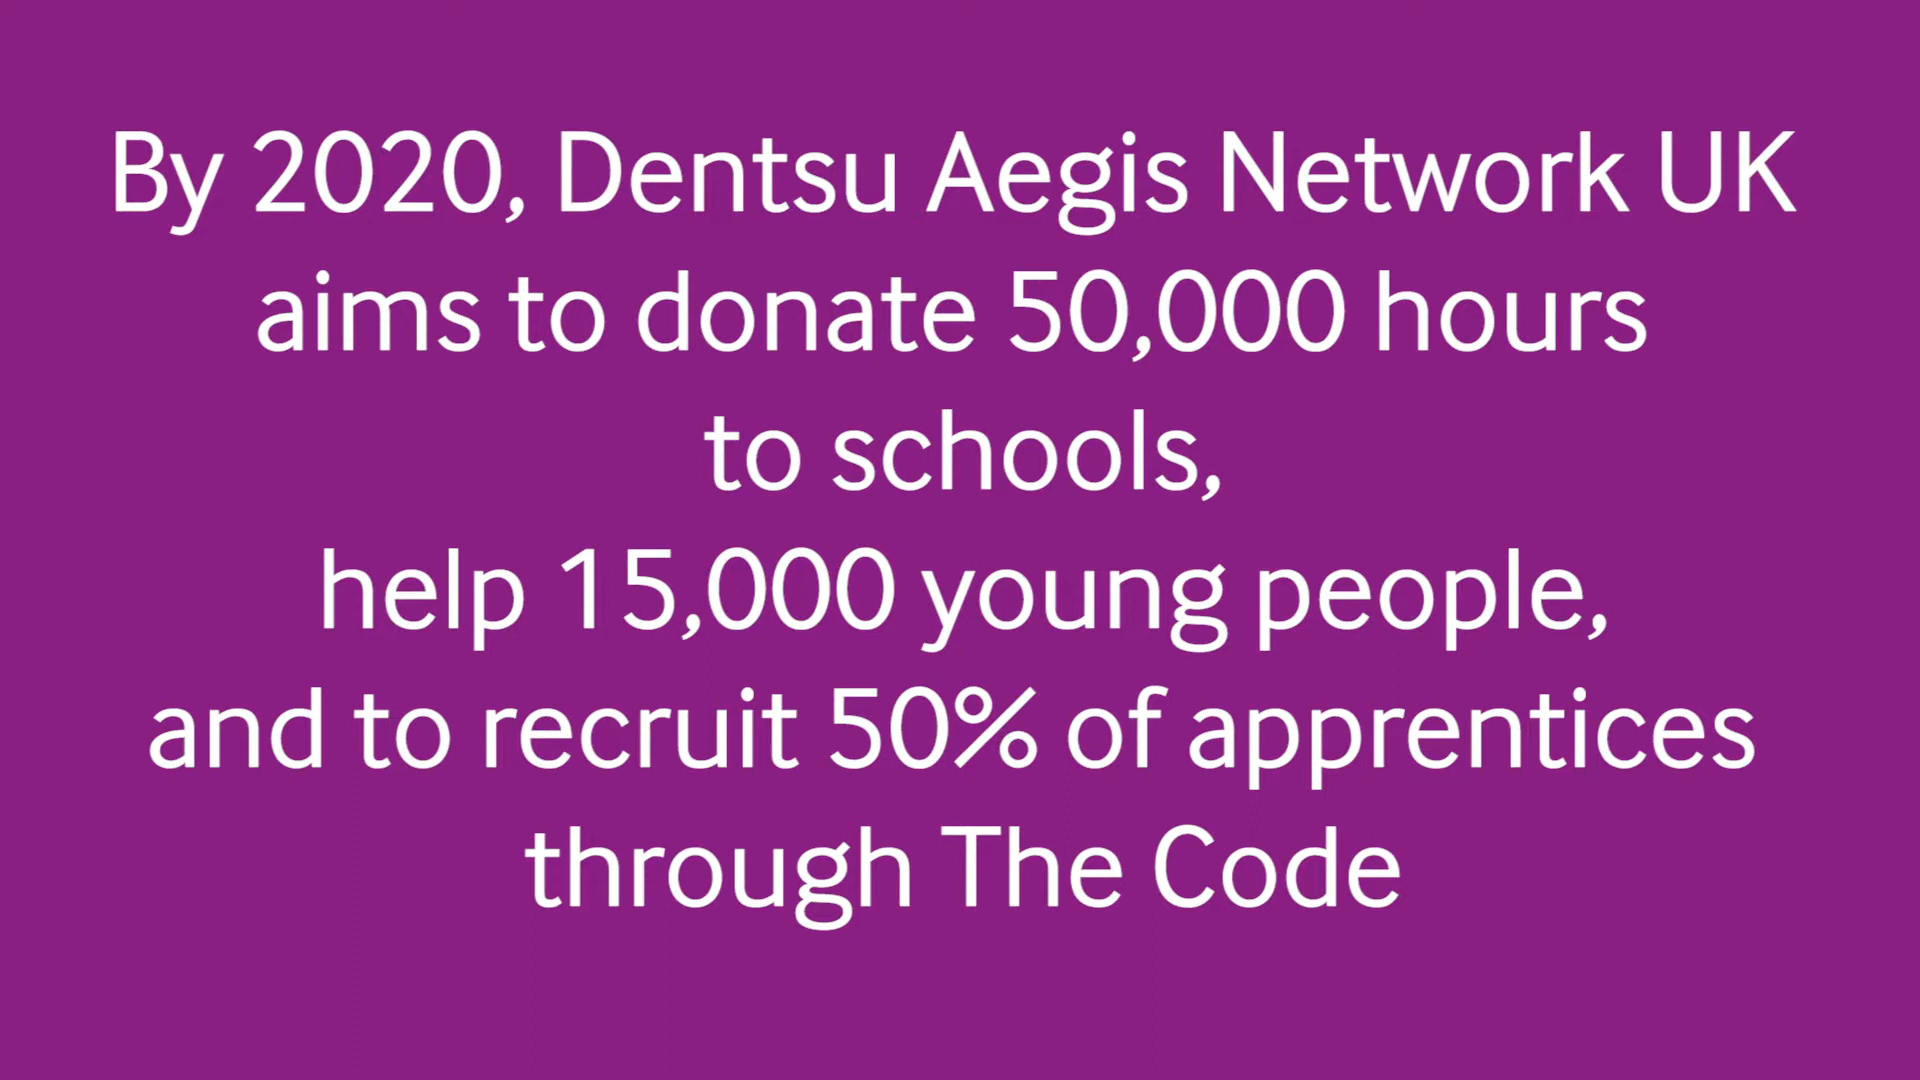 By 2020, Dentsu Aegis Network UK
aims to donate 50,000 hours
to schools,
help 15,000 young people,
and to recruit 50% of apprentices
through The Code